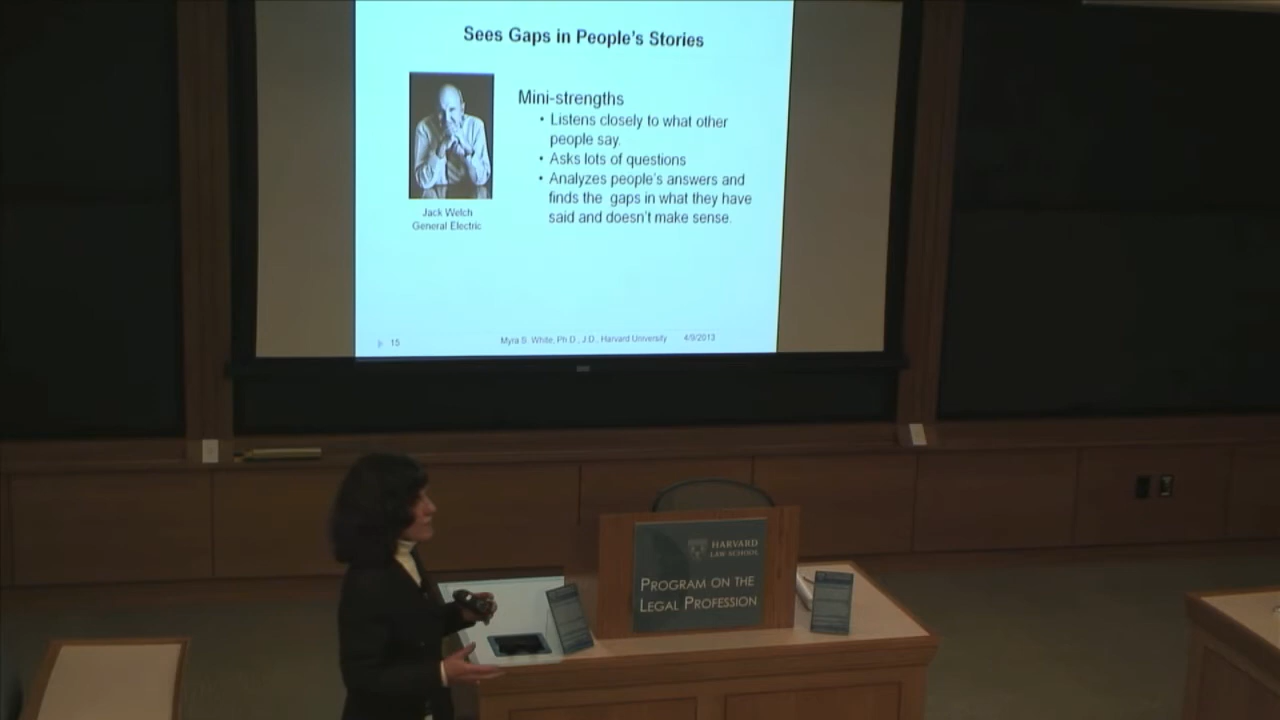 Sees Gaps in People's Stories
Mini-strengths
• Listens closely to what other
people say.
• Asks lots of questions
• Analyzes people's answers and
finds the gaps in what they have
said and doesn't make sense.
Jack Welch
General Electric
15
Myra S. White, Ph.D., J.D., Harvard University
4/9/2013
HARVARD
LAW SCHOOL
PROGRAM ON THE
LEGAL PROFESSION